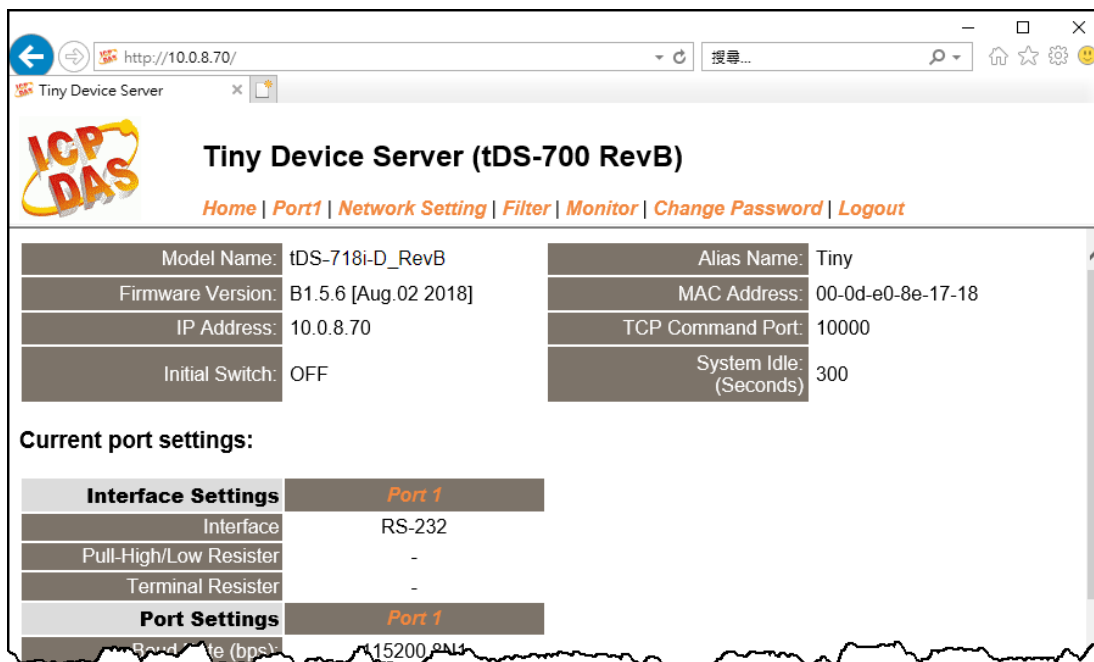 http://10.0.8.70/
搜尋...
Tiny Device Server
ICP
DAS
Tiny Device Server (tDS-700 RevB)
Home | Port1 | Network Setting | Filter | Monitor | Change Password | Logout
Model Name: tDS-718i-D_RevB Alias Name: Tiny
Firmware Version: B1.5.6 [Aug.02 2018] MAC Address: 00-0d-e0-8e-17-18
IP Address: 10.0.8.70 TCP Command Port: 10000
Initial Switch: OFF System Idle: (Seconds) 300
Current port settings:
Interface Settings Port 1
Interface RS-232
Pull-High/Low Resister -
Terminal Resister -
Port Settings Port 1
(bps): 115200 8N1